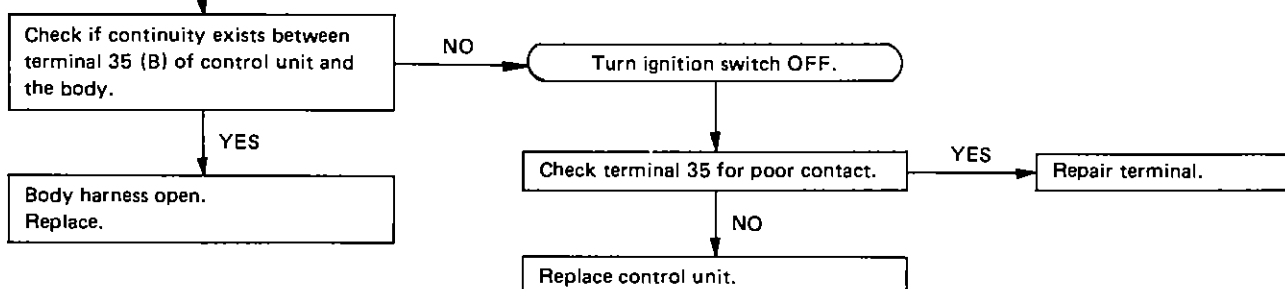 Check if continuity exists between
terminal 35 (B) of control unit and
the body.
NO
Turn ignition switch OFF.
YES
Body harness open.
Replace.
Check terminal 35 for poor contact.
YES
Repair terminal.
NO
Replace control unit.